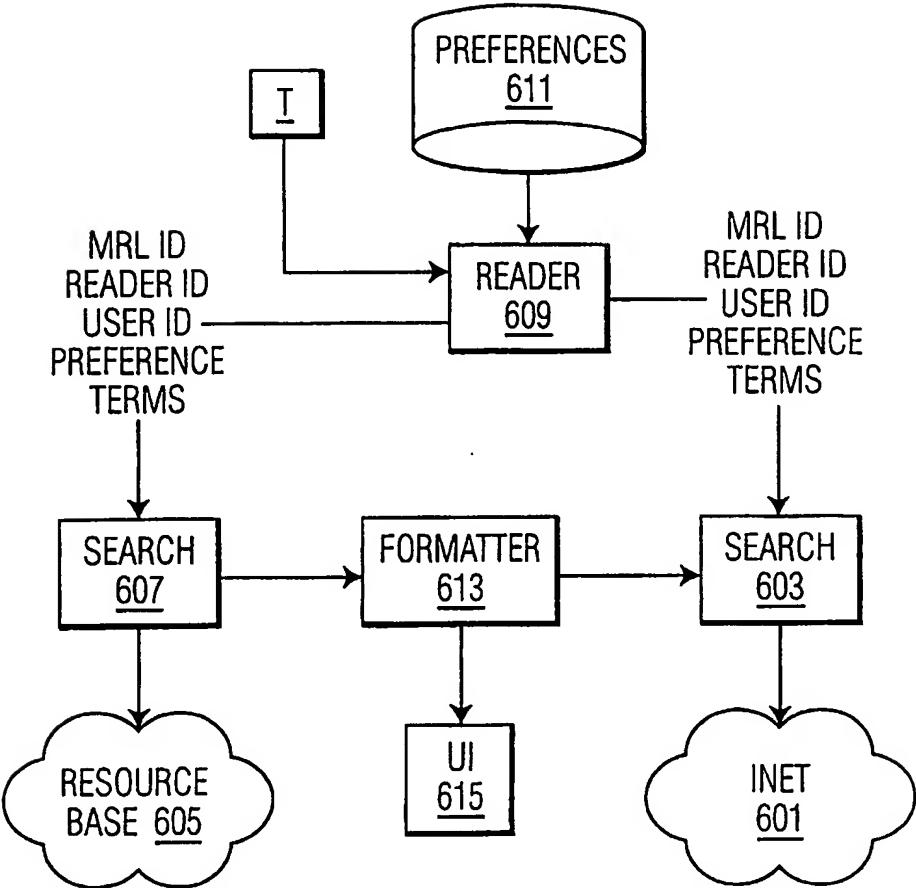 PREFERENCES
611
T
MRL ID
READER ID
USER ID
PREFERENCE
TERMS
READER
609
MRL ID
READER ID
USER ID
PREFERENCE
TERMS
SEARCH
607
FORMATTER
613
SEARCH
603
RESOURCE
BASE 605
UI
615
INET
601